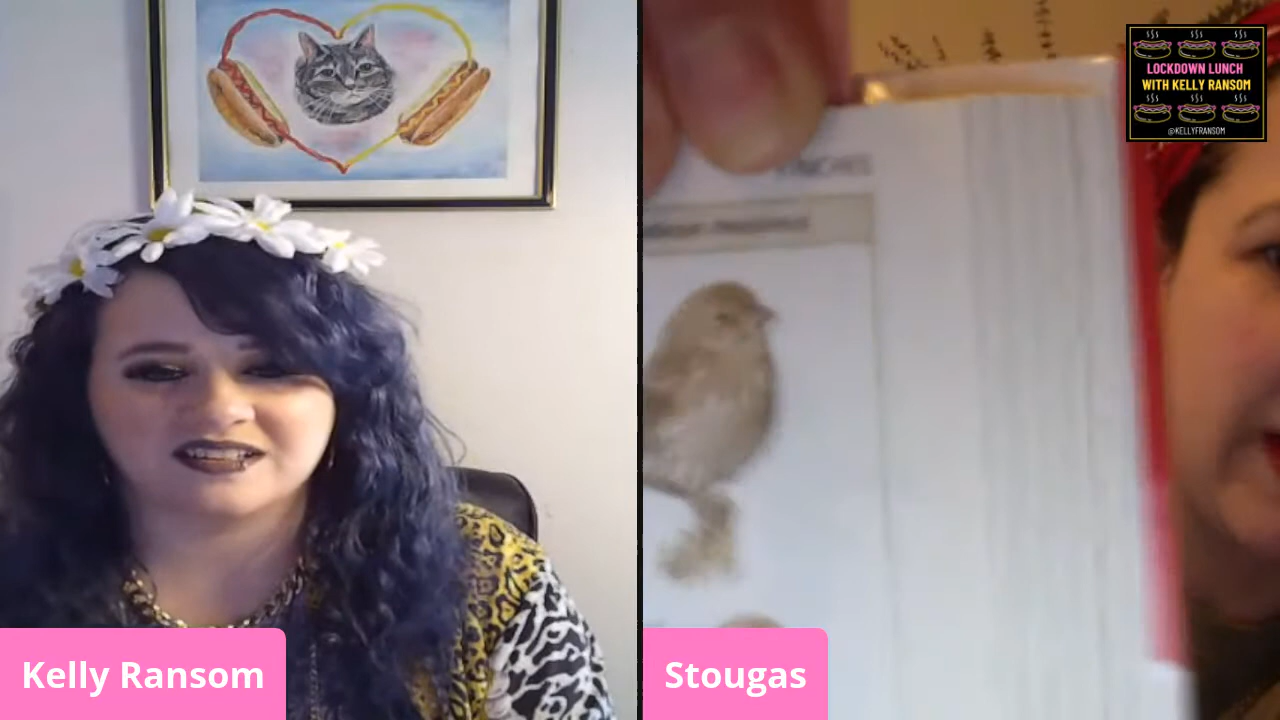 LOCKDOWN LUNCH
WITH KELLY RANSOM
@KELLYFRANSOM
Kelly Ransom
Stougas